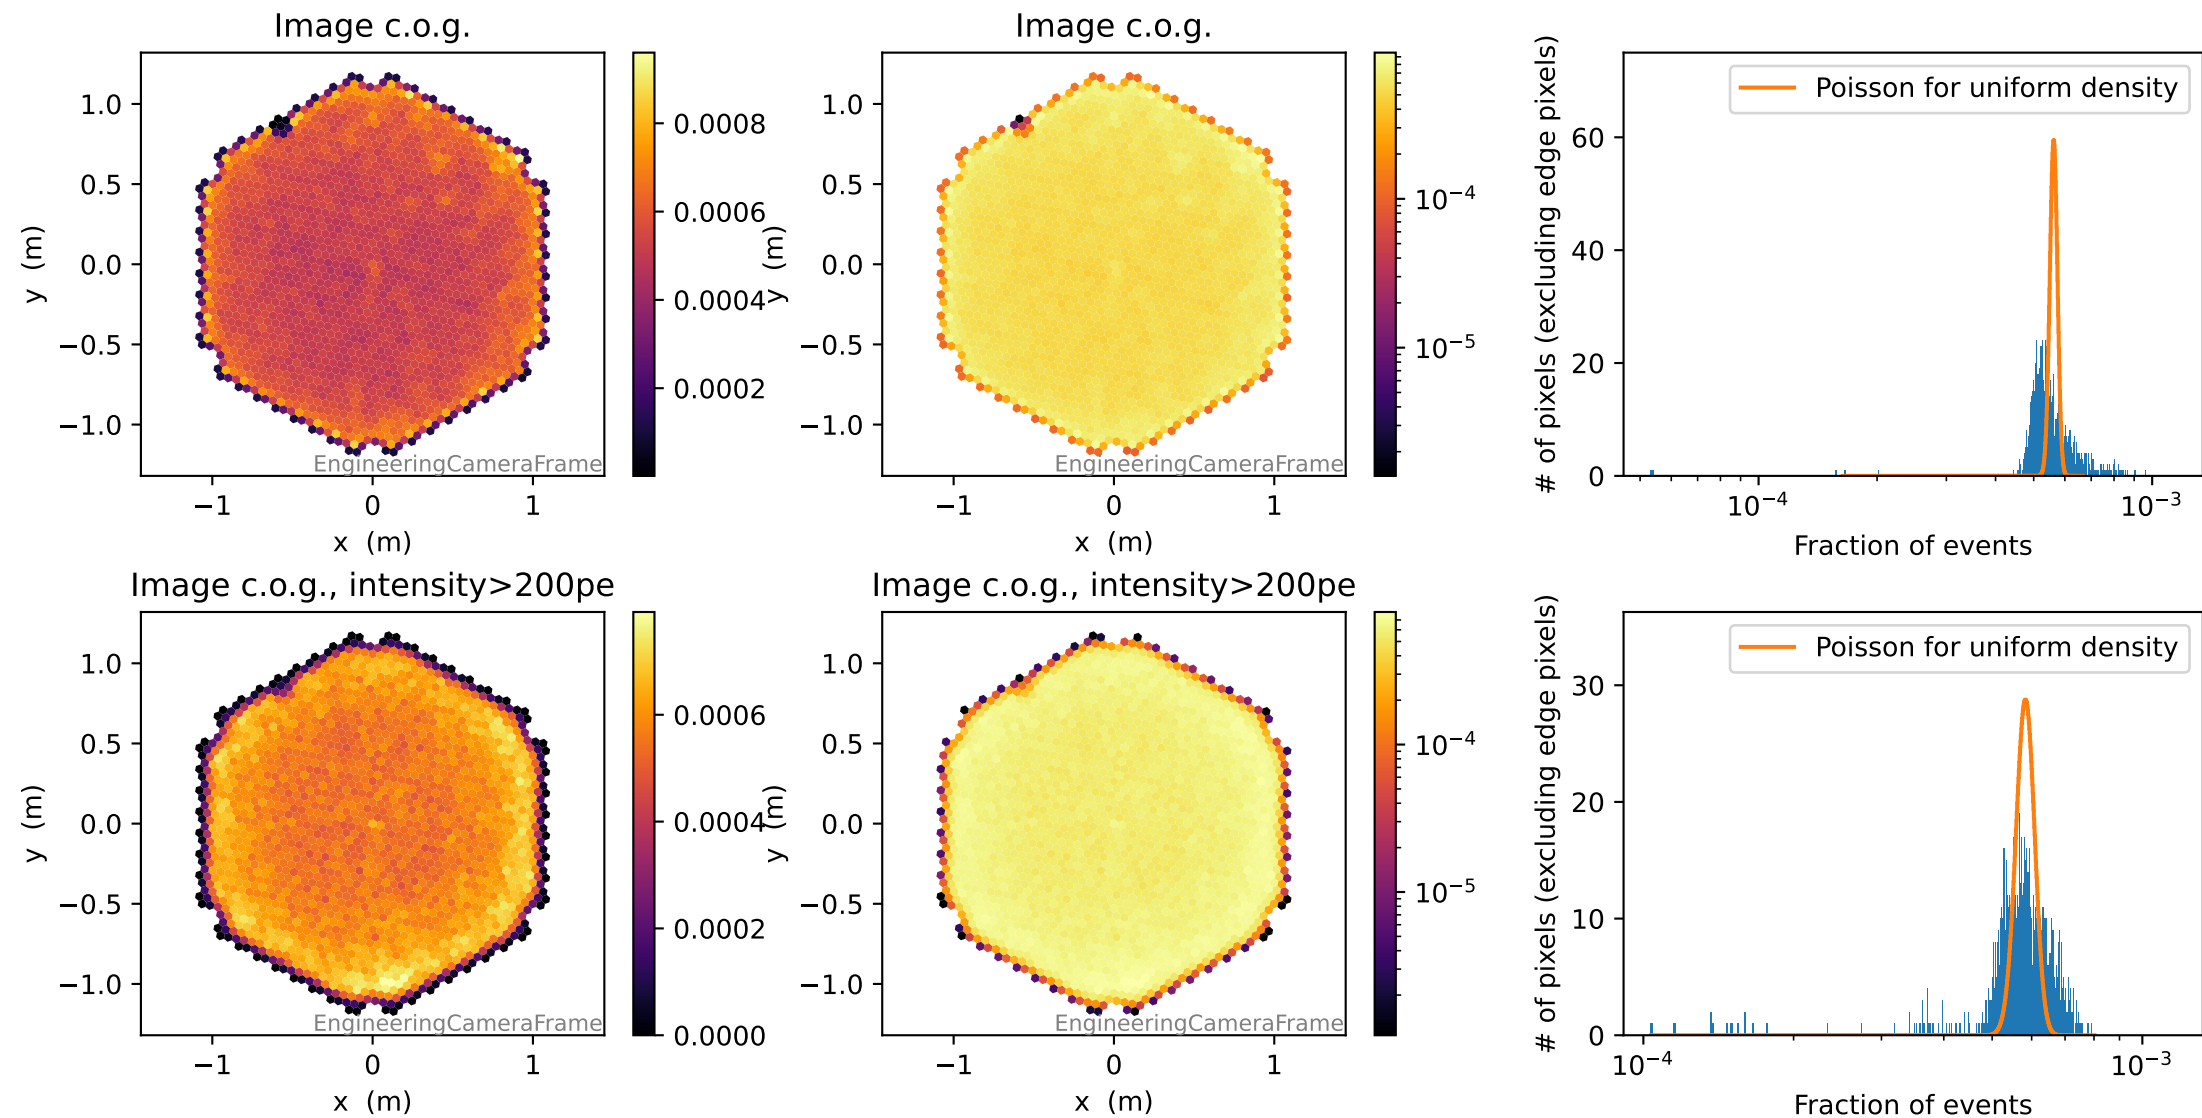 Image c.o.g.
1.0
0.5
0.0
−0.5
−1.0
y (m)
−1
0
1
x (m)
EngineeringCameraFrame
0.0008
0.0006
0.0004
0.0002
Image c.o.g.
1.0
0.5
0.0
−0.5
−1.0
y (m)
−1
0
1
x (m)
EngineeringCameraFrame
10⁻⁴
10⁻⁵
Poisson for uniform density
# of pixels (excluding edge pixels)
60
40
20
0
10⁻⁴
10⁻³
Fraction of events
Image c.o.g., intensity>200pe
1.0
0.5
0.0
−0.5
−1.0
y (m)
−1
0
1
x (m)
EngineeringCameraFrame
0.0006
0.0004
0.0002
0.0000
Image c.o.g., intensity>200pe
1.0
0.5
0.0
−0.5
−1.0
y (m)
−1
0
1
x (m)
EngineeringCameraFrame
10⁻⁴
10⁻⁵
Poisson for uniform density
# of pixels (excluding edge pixels)
30
20
10
0
10⁻⁴
10⁻³
Fraction of events